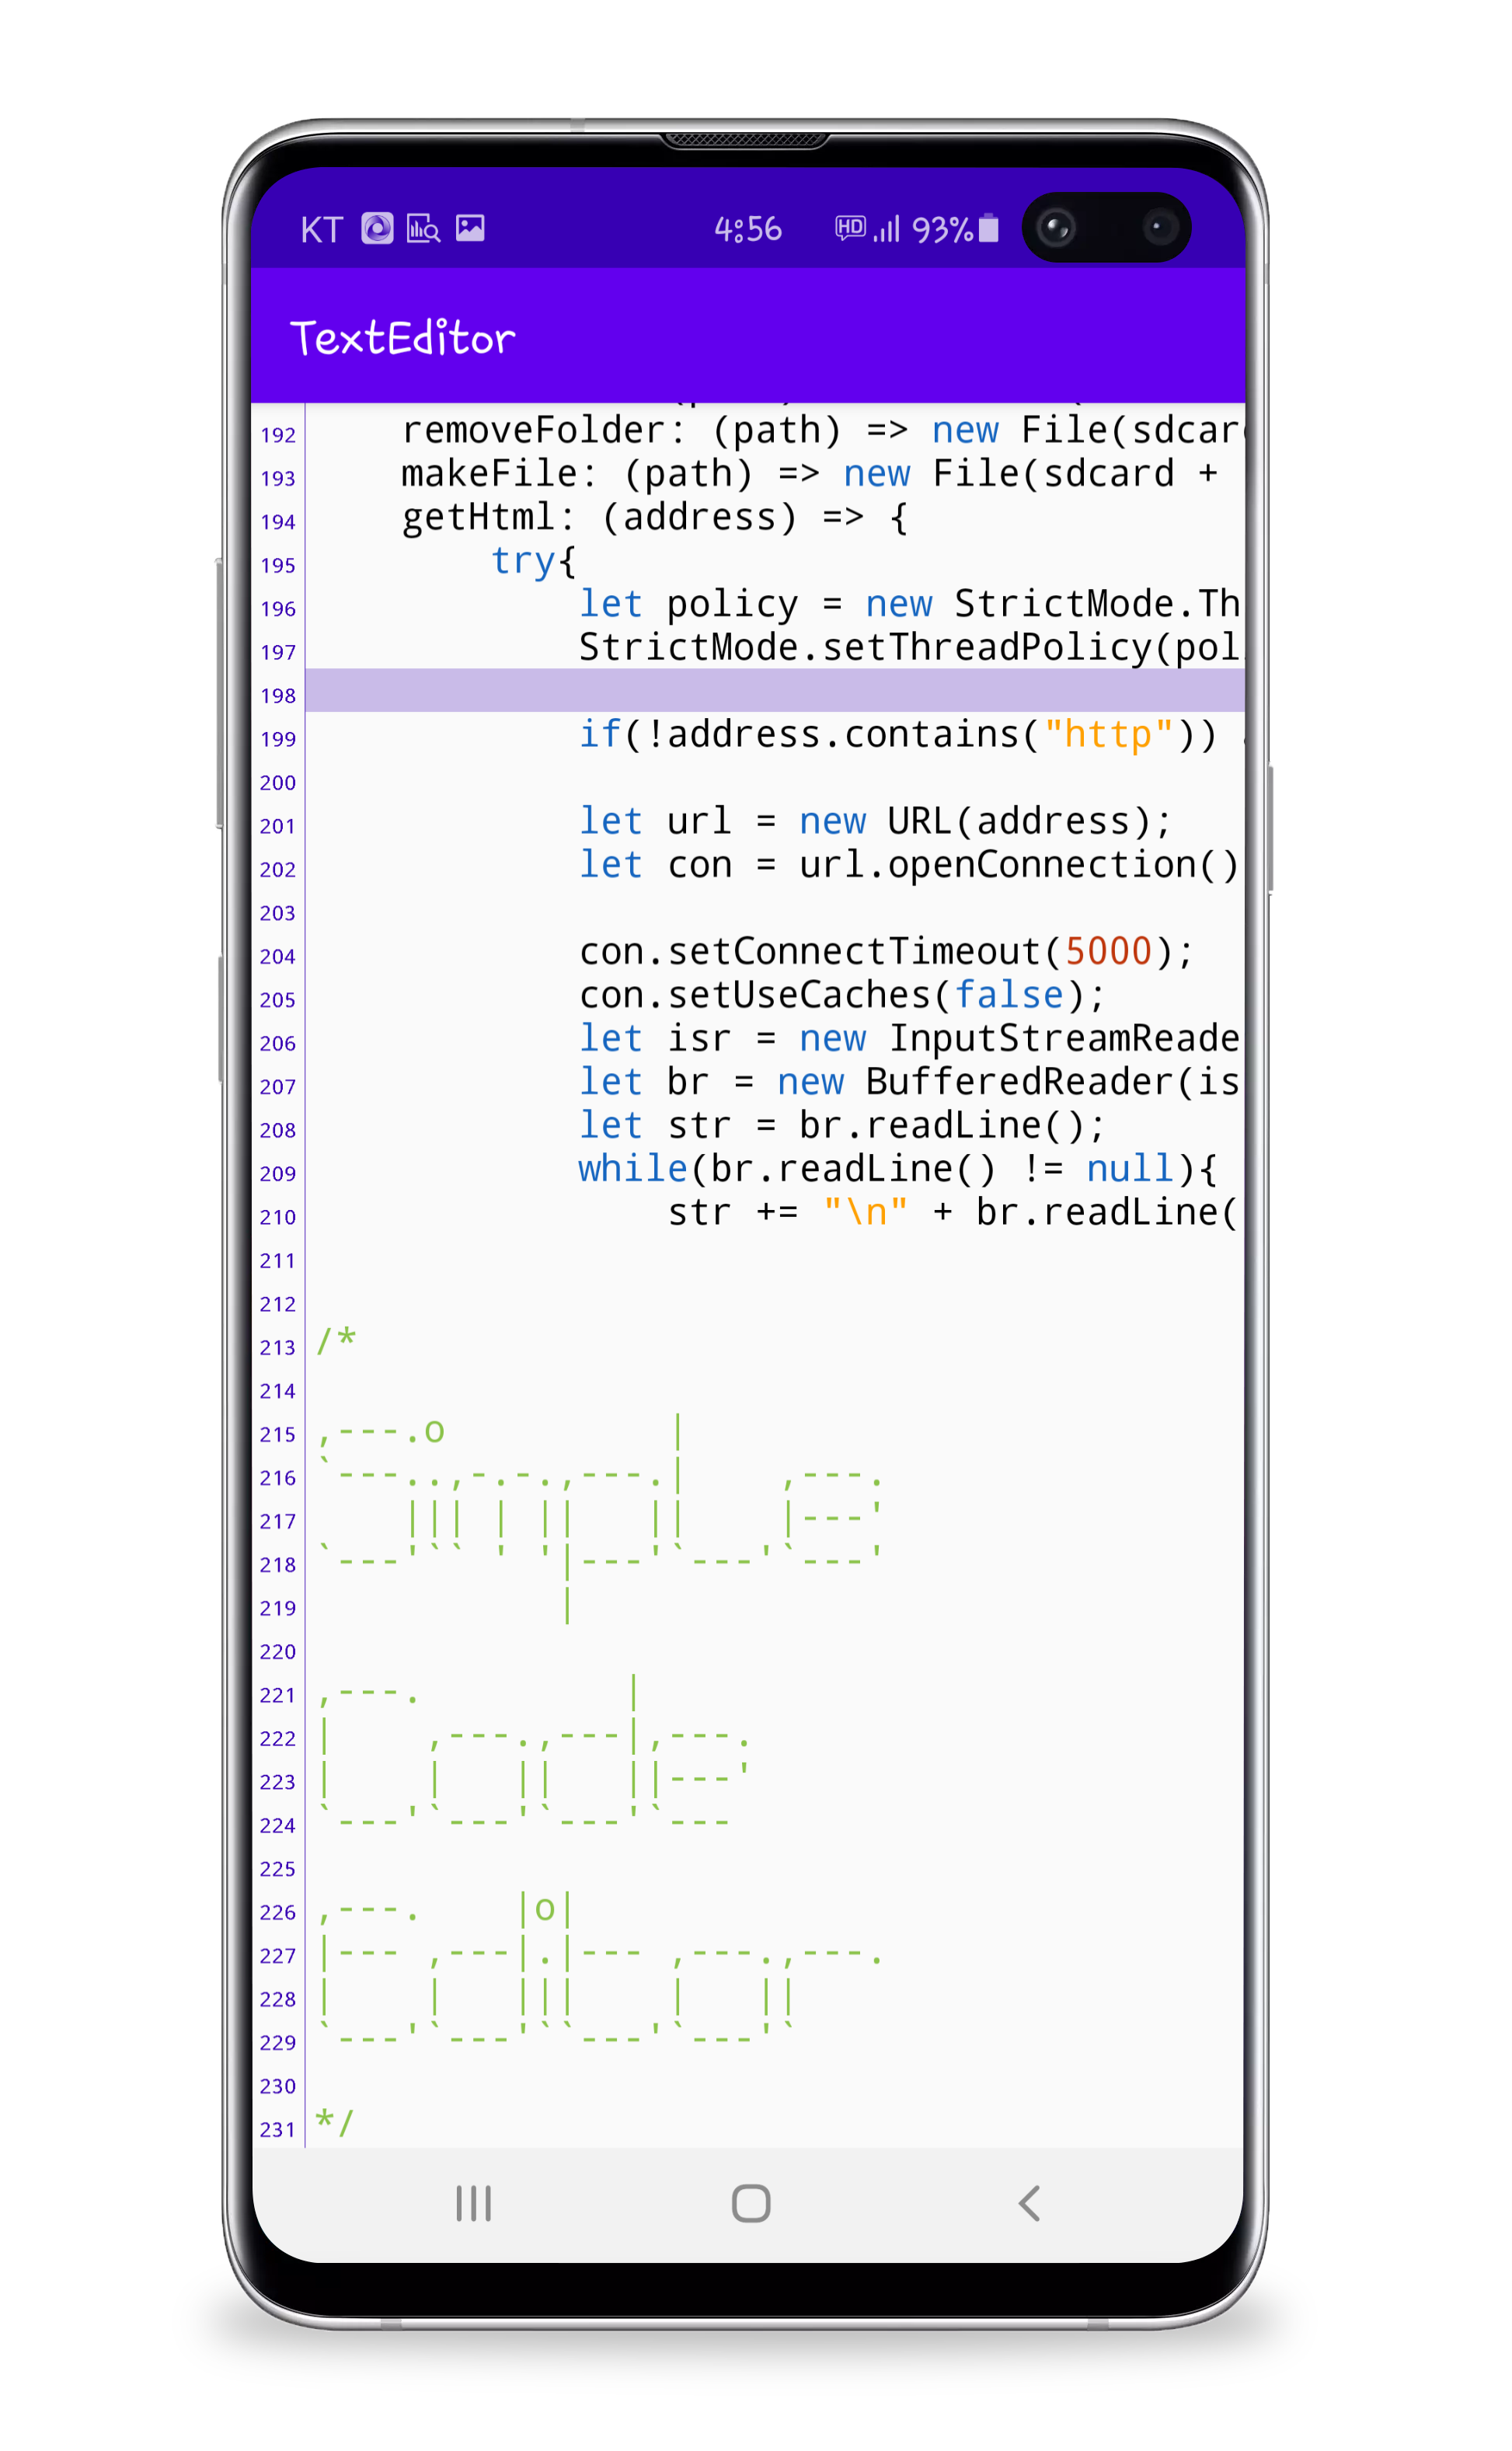 KT 4:56 HD 93%
TextEditor
192 removeFolder: (path) => new File(sdcar
193 makeFile: (path) => new File(sdcard +
194 getHtml: (address) => {
195 try{
196 let policy = new StrictMode.Th
197 StrictMode.setThreadPolicy(pol
198
199 if(!address.contains("http"))
200
201 let url = new URL(address);
202 let con = url.openConnection()
203
204 con.setConnectTimeout(5000);
205 con.setUseCaches(false);
206 let isr = new InputStreamReade
207 let br = new BufferedReader(is
208 let str = br.readLine();
209 while(br.readLine() != null){
210 str += "\n" + br.readLine(
211
212
213 /*
214
215 ,---.o          |
216 `---..,-.-.,---.|    ,---.
217     ||| | ||   ||    |---'
218 `---'`` ' '|---'`---'`---'
219            |
220
221 ,---.         |
222 |    ,---.,---|,---.
223 |    |   ||   ||---'
224 `---'`---'`---'`---
225
226 ,---.    |o|
227 |--- ,---|.|--- ,---.,---.
228 |    |   |||    |   ||
229 `---'`---'``---'`---'`
230
231 */